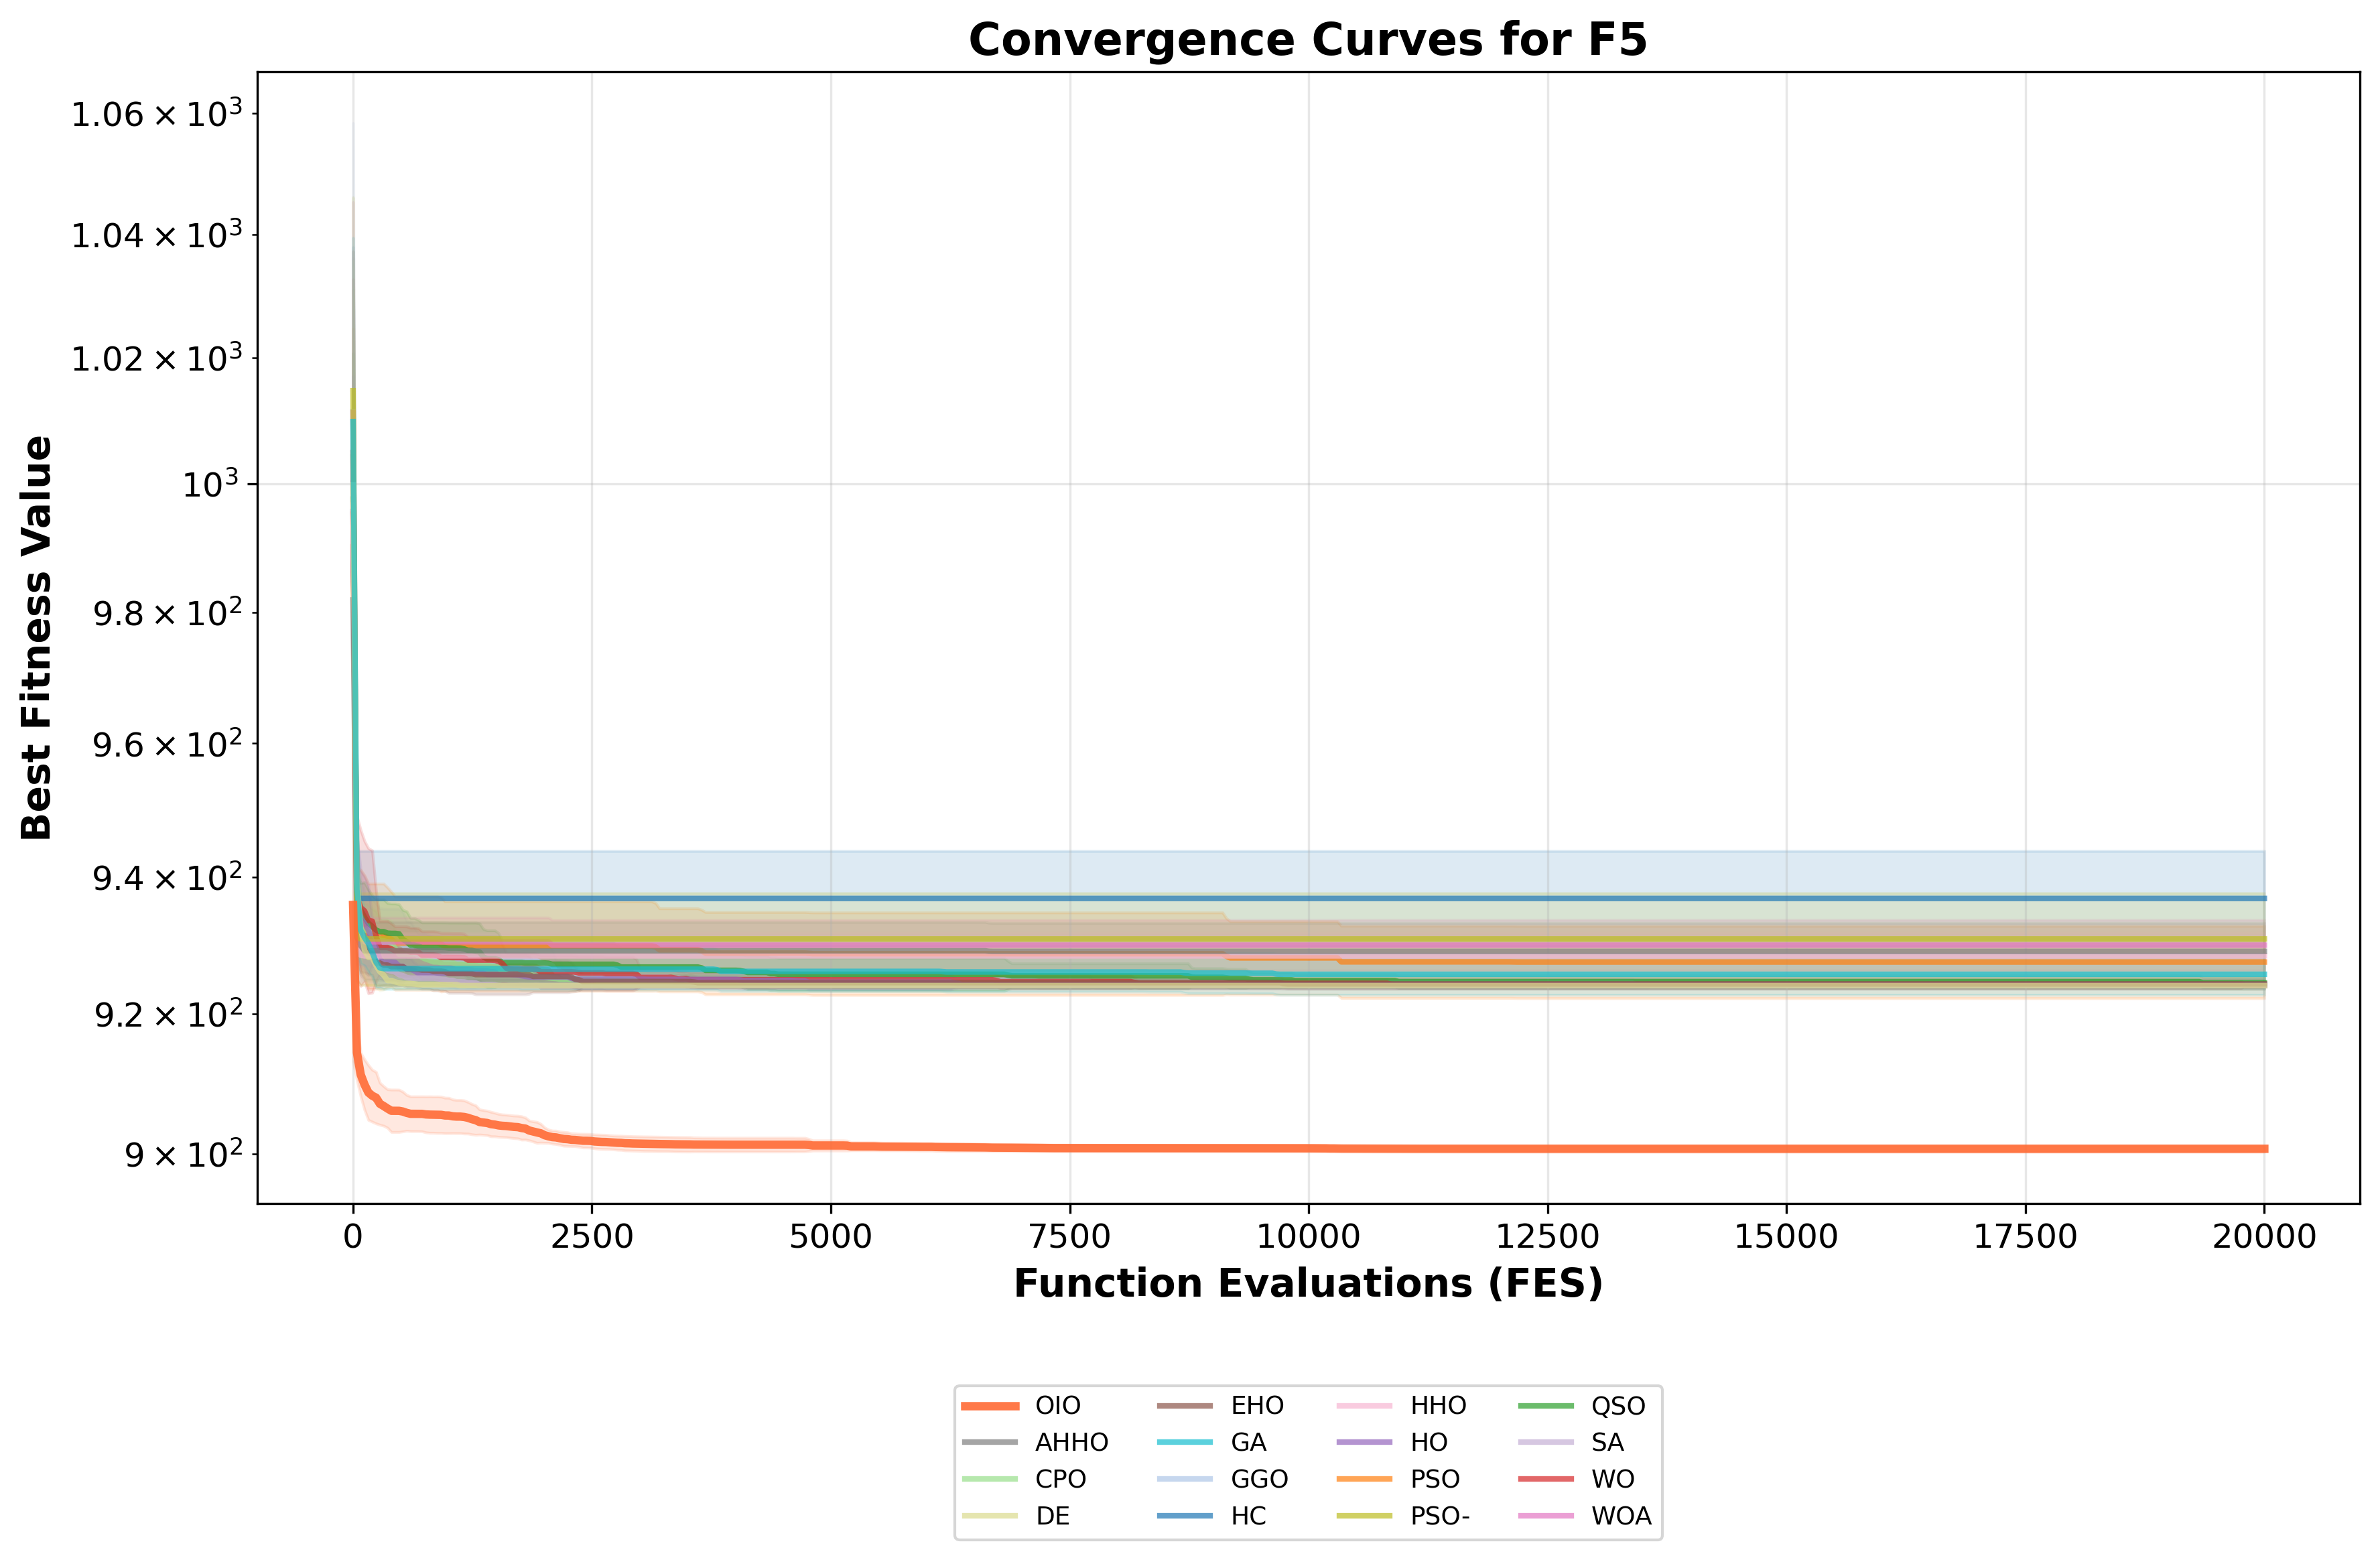 Convergence Curves for F5
Best Fitness Value
1.06 × 10³
1.04 × 10³
1.02 × 10³
10³
9.8 × 10²
9.6 × 10²
9.4 × 10²
9.2 × 10²
9 × 10²
0 2500 5000 7500 10000 12500 15000 17500 20000
Function Evaluations (FES)
OIO EHO HHO QSO
AHHO GA HO SA
CPO GGO PSO WO
DE HC PSO- WOA